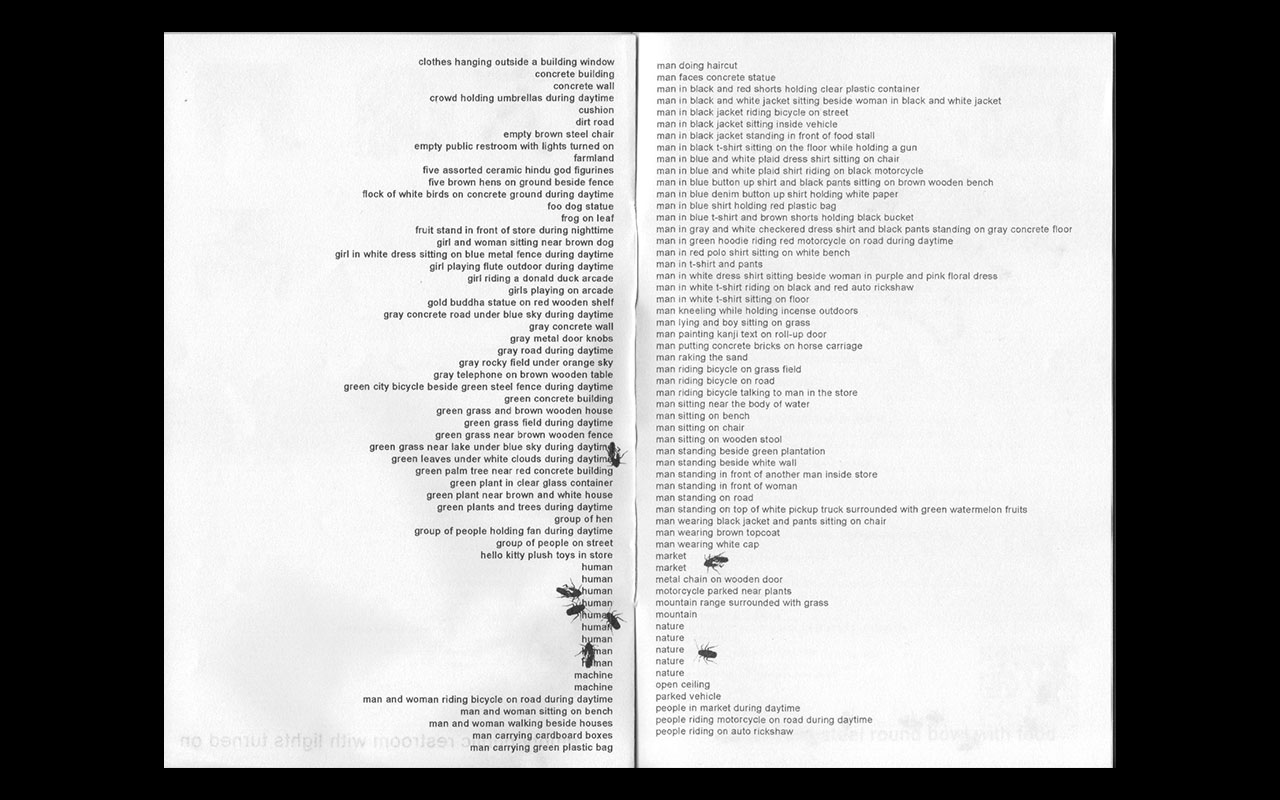 clothes hanging outside a building window
concrete building
concrete wall
crowd holding umbrellas during daytime
cushion
dirt road
empty brown steel chair
empty public restroom with lights turned on
farmland
five assorted ceramic hindu god figurines
five brown hens on ground beside fence
flock of white birds on concrete ground during daytime
foo dog statue
frog on leaf
fruit stand in front of store during nighttime
girl and woman sitting near brown dog
girl in white dress sitting on blue metal fence during daytime
girl playing flute outdoor during daytime
girl riding a donald duck arcade
girls playing on arcade
gold buddha statue on red wooden shelf
gray concrete road under blue sky during daytime
gray concrete wall
gray metal door knobs
gray road during daytime
gray rocky field under orange sky
gray telephone on brown wooden table
green city bicycle beside green steel fence during daytime
green concrete building
green grass and brown wooden house
green grass field during daytime
green grass near brown wooden fence
green grass near lake under blue sky during daytime
green leaves under white clouds during daytime
green palm tree near red concrete building
green plant in clear glass container
green plant near brown and white house
green plants and trees during daytime
group of hen
group of people holding fan during daytime
group of people on street
hello kitty plush toys in store
human
human
human
human
human
human
human
human
human
machine
machine
man and woman riding bicycle on road during daytime
man and woman sitting on bench
man and woman walking beside houses
man carrying cardboard boxes
man carrying green plastic bag
restroom with lights turned on
man doing haircut
man faces concrete statue
man in black and red shorts holding clear plastic container
man in black and white jacket sitting beside woman in black and white jacket
man in black jacket riding bicycle on street
man in black jacket sitting inside vehicle
man in black jacket standing in front of food stall
man in black t-shirt sitting on the floor while holding a gun
man in blue and white plaid dress shirt sitting on chair
man in blue and white plaid shirt riding on black motorcycle
man in blue button up shirt and black pants sitting on brown wooden bench
man in blue denim button up shirt holding white paper
man in blue shirt holding red plastic bag
man in blue t-shirt and brown shorts holding black bucket
man in gray and white checkered dress shirt and black pants standing on gray concrete floor
man in green hoodie riding red motorcycle on road during daytime
man in red polo shirt sitting on white bench
man in t-shirt and pants
man in white dress shirt sitting beside woman in purple and pink floral dress
man in white t-shirt riding on black and red auto rickshaw
man in white t-shirt sitting on floor
man kneeling while holding incense outdoors
man lying and boy sitting on grass
man painting kanji text on roll-up door
man putting concrete bricks on horse carriage
man raking the sand
man riding bicycle on grass field
man riding bicycle on road
man riding bicycle talking to man in the store
man sitting near the body of water
man sitting on bench
man sitting on chair
man sitting on wooden stool
man standing beside green plantation
man standing beside white wall
man standing in front of another man inside store
man standing in front of woman
man standing on road
man standing on top of white pickup truck surrounded with green watermelon fruits
man wearing black jacket and pants sitting on chair
man wearing brown topcoat
man wearing white cap
market
market
metal chain on wooden door
motorcycle parked near plants
mountain range surrounded with grass
mountain
nature
nature
nature
nature
nature
open ceiling
parked vehicle
people in market during daytime
people riding motorcycle on road during daytime
people riding on auto rickshaw
steel round bowl with food